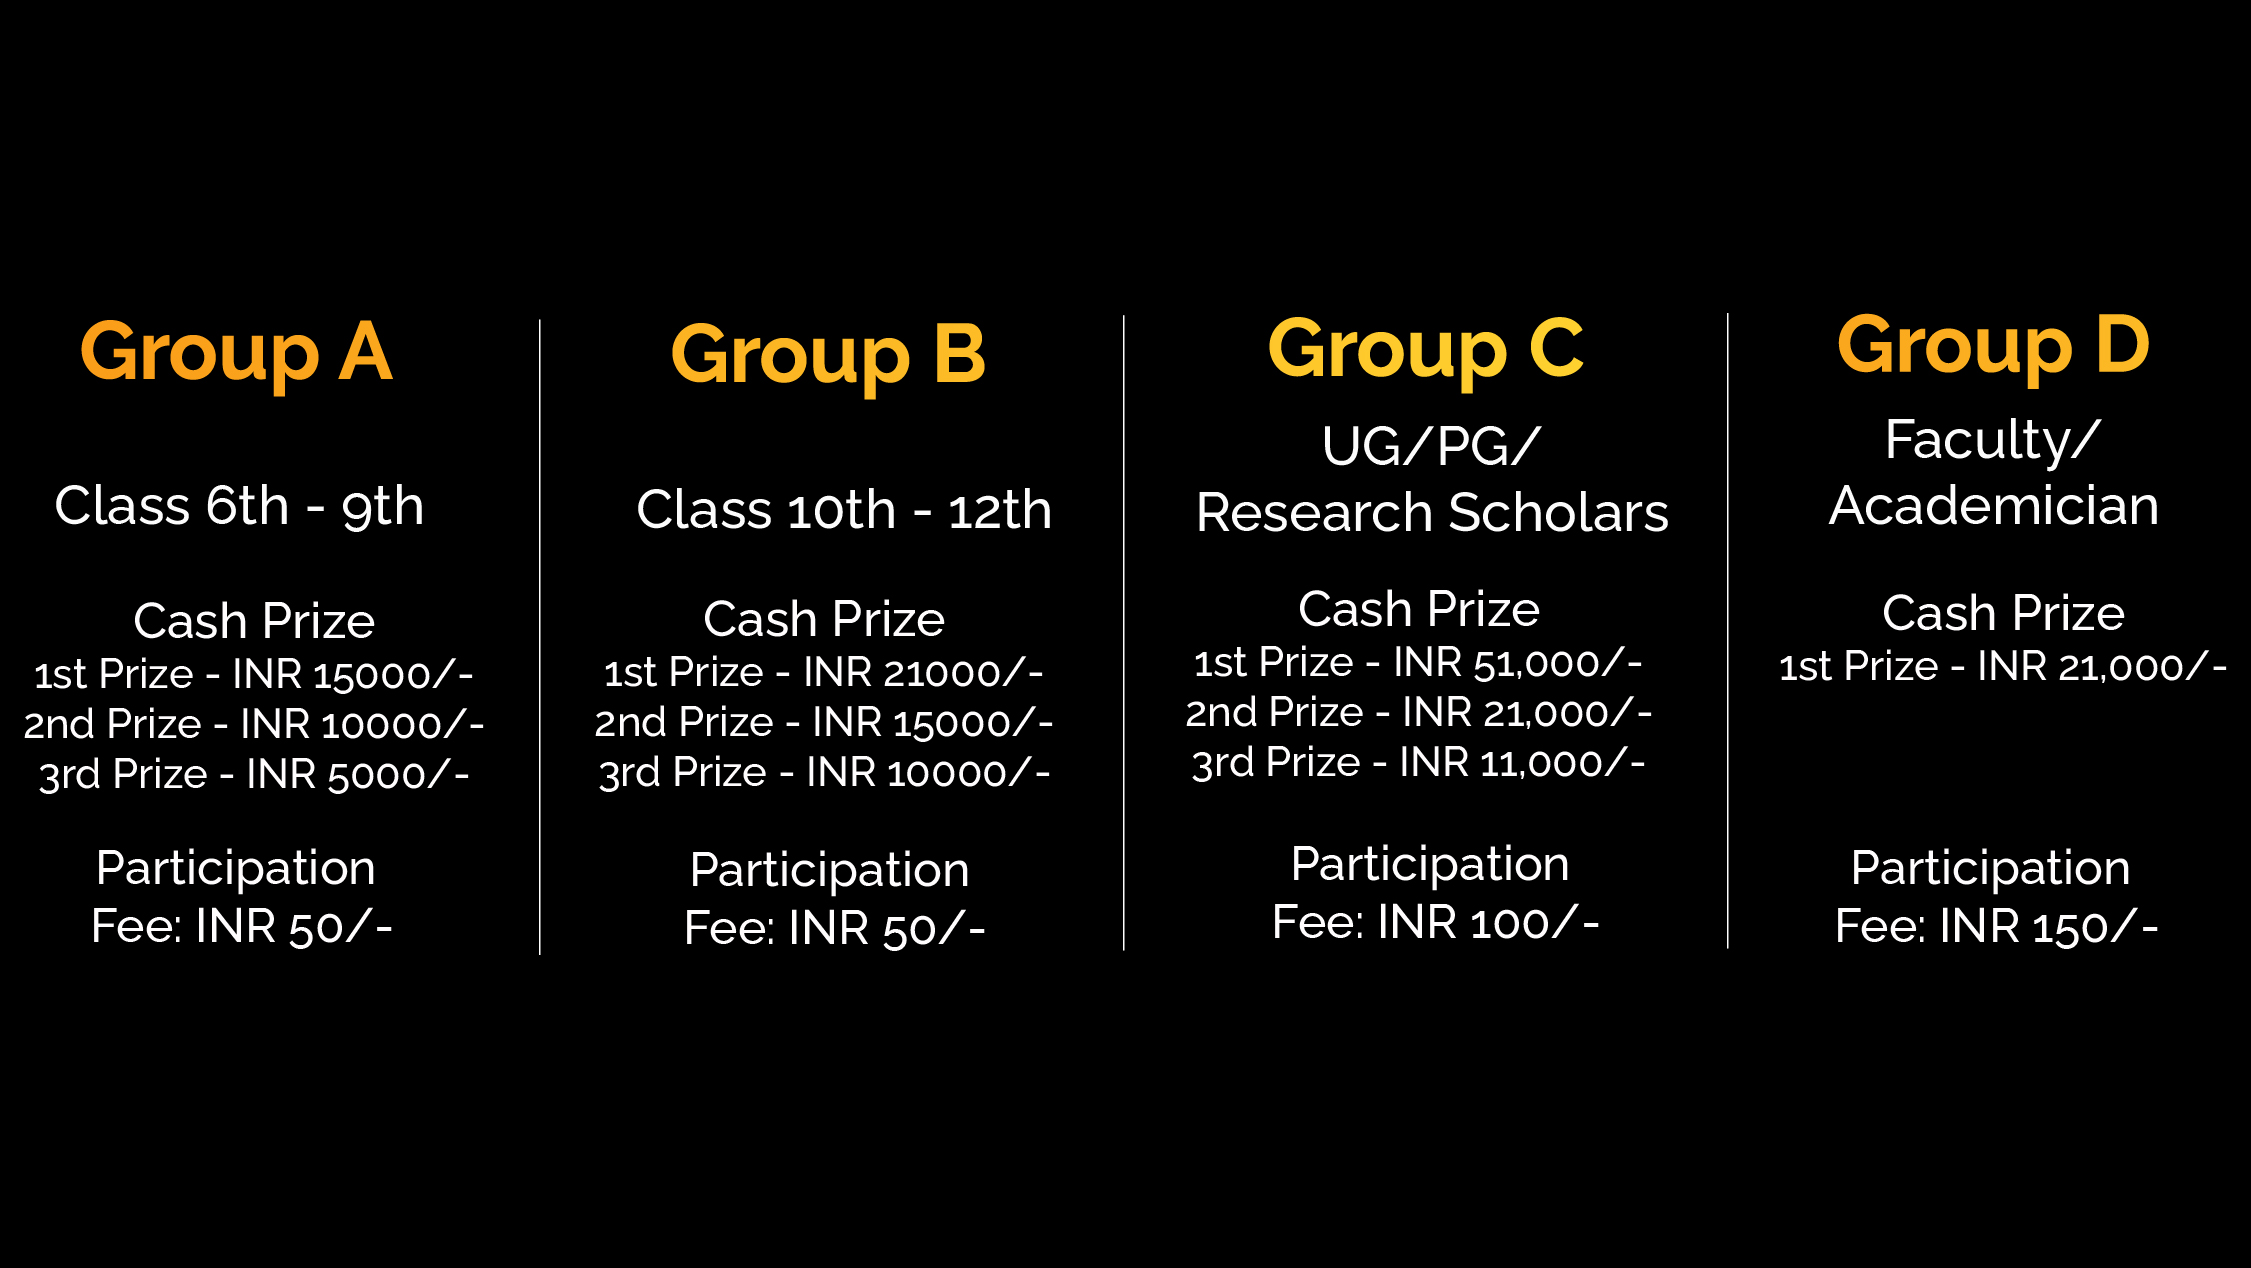 Group A
Class 6th - 9th
Cash Prize
1st Prize - INR 15000/-
2nd Prize - INR 10000/-
3rd Prize - INR 5000/-
Participation
Fee: INR 50/-
Group B
Class 10th - 12th
Cash Prize
1st Prize - INR 21000/-
2nd Prize - INR 15000/-
3rd Prize - INR 10000/-
Participation
Fee: INR 50/-
Group C
UG/PG/
Research Scholars
Cash Prize
1st Prize - INR 51,000/-
2nd Prize - INR 21,000/-
3rd Prize - INR 11,000/-
Participation
Fee: INR 100/-
Group D
Faculty/
Academician
Cash Prize
1st Prize - INR 21,000/-
Participation
Fee: INR 150/-